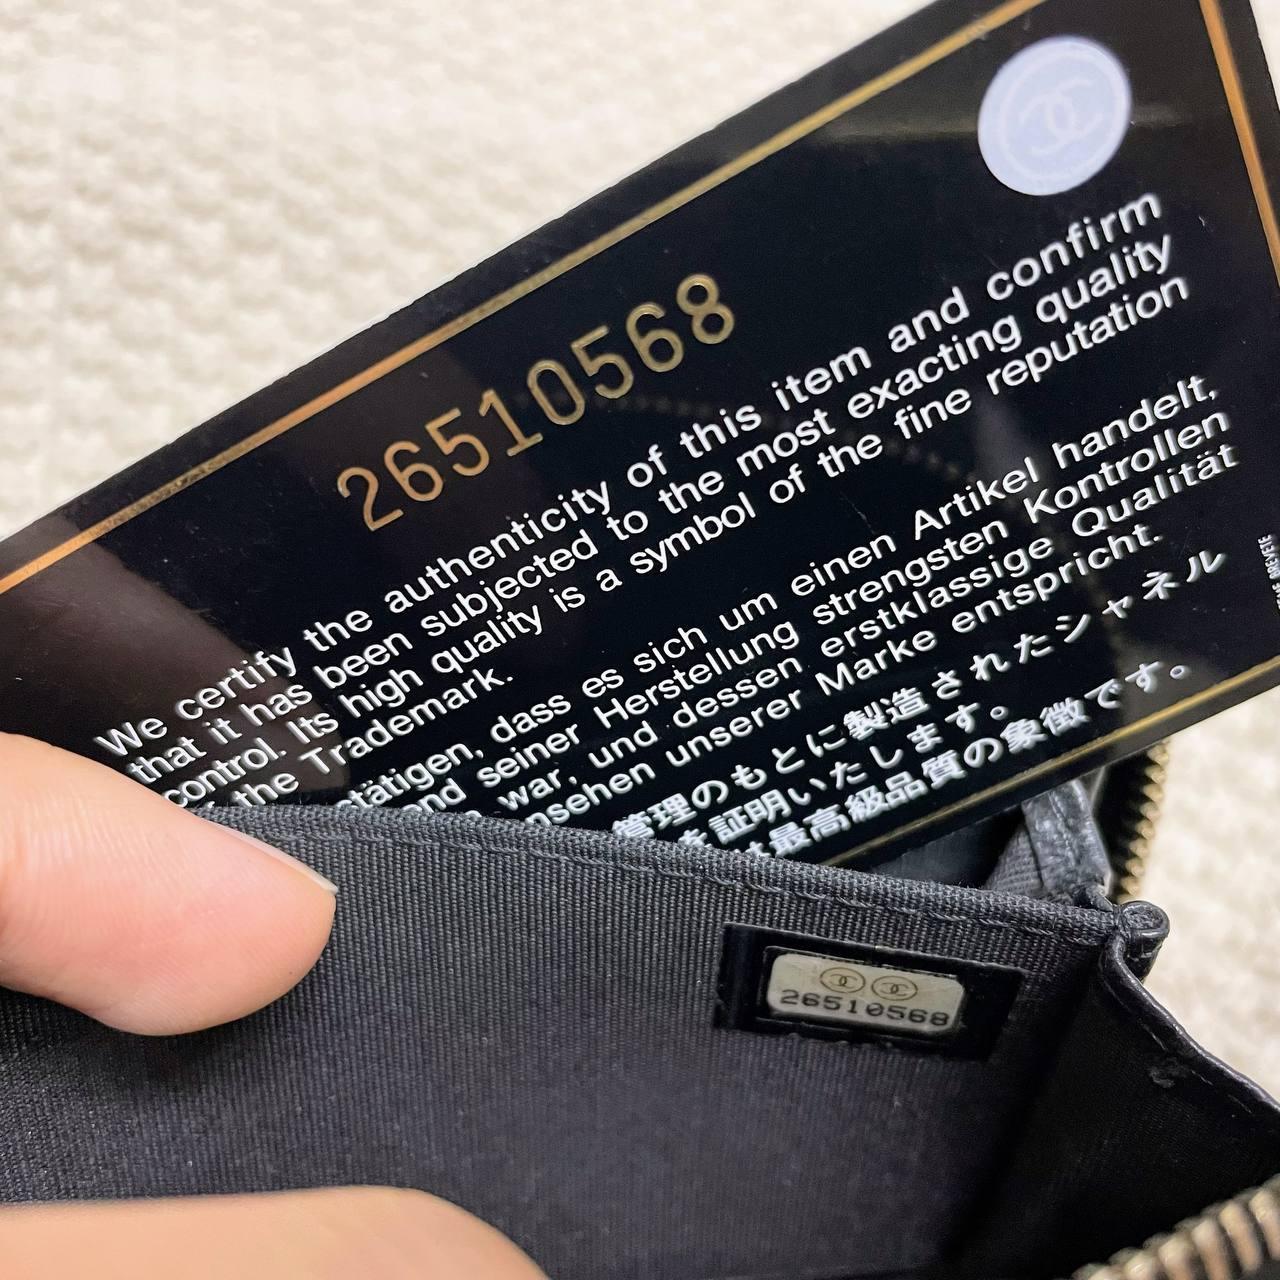 26510568
We certify the authenticity of this item and confirm
that it has been subjected to the most exacting quality
control. Its high quality is a symbol of the fine reputation
the Trademark.
tätigen, dass es sich um einen Artikel handelt,
end seiner Herstellung strengsten Kontrollen
war, und dessen erstklassige Qualität
nsehen unserer Marke entspricht.
管理のもとに製造されたシャネル
を証明いたします。
は最高級品質の象徴です。
26510568